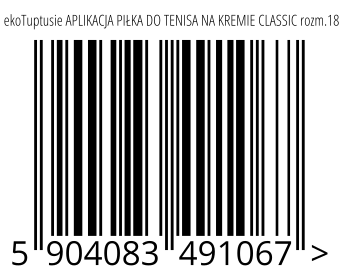 ekoTuptusie APLIKACJA PIŁKA DO TENISA NA KREMIE CLASSIC rozm.18
5 904083 491067 >